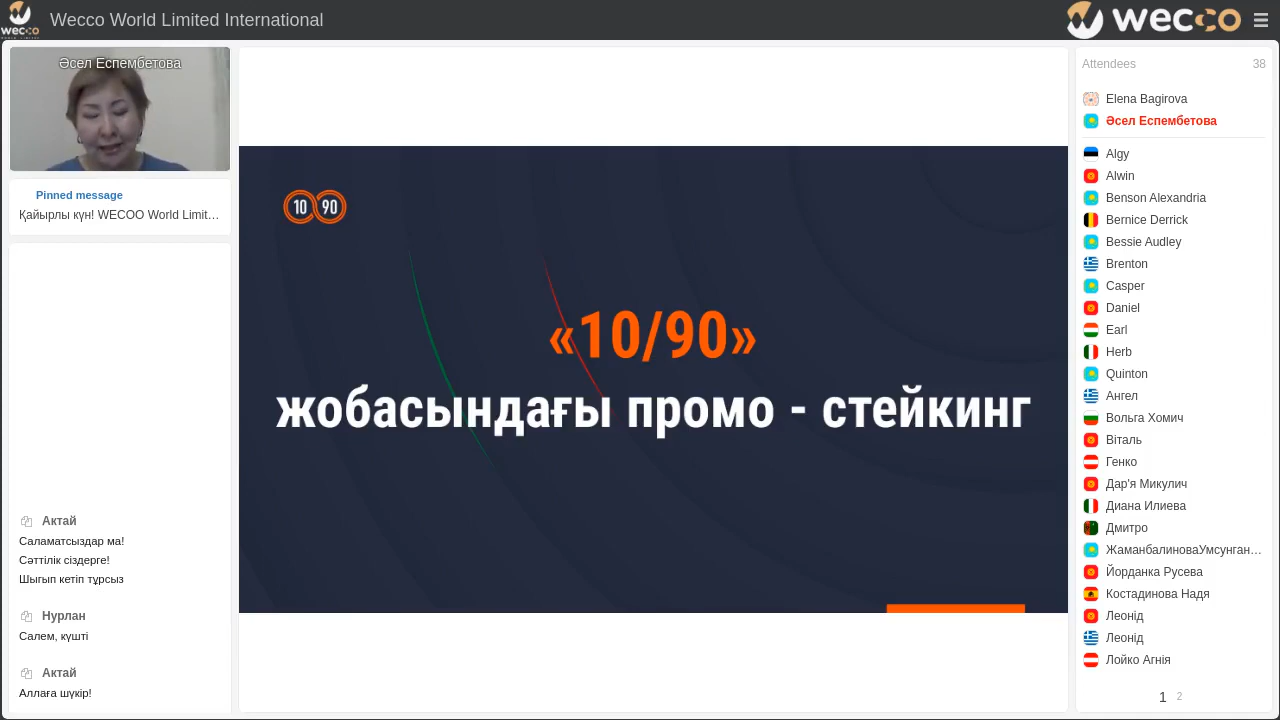 wecco
Wecco World Limited International
wecco
Әсел Еспембетова
Pinned message
Қайырлы күн! WECOO World Limit…
Актай
Саламатсыздар ма!
Сәттілік сіздерге!
Шығып кетіп тұрсыз
Нурлан
Салем, күшті
Актай
Аллаға шүкір!
10 90
«10/90»
жобасындағы промо - стейкинг
Attendees 38
Elena Bagirova
Әсел Еспембетова
Algy
Alwin
Benson Alexandria
Bernice Derrick
Bessie Audley
Brenton
Casper
Daniel
Earl
Herb
Quinton
Ангел
Вольга Хомич
Віталь
Генко
Дар'я Микулич
Диана Илиева
Дмитро
ЖаманбалиноваУмсунган…
Йорданка Русева
Костадинова Надя
Леонід
Леонід
Лойко Агнія
1 2